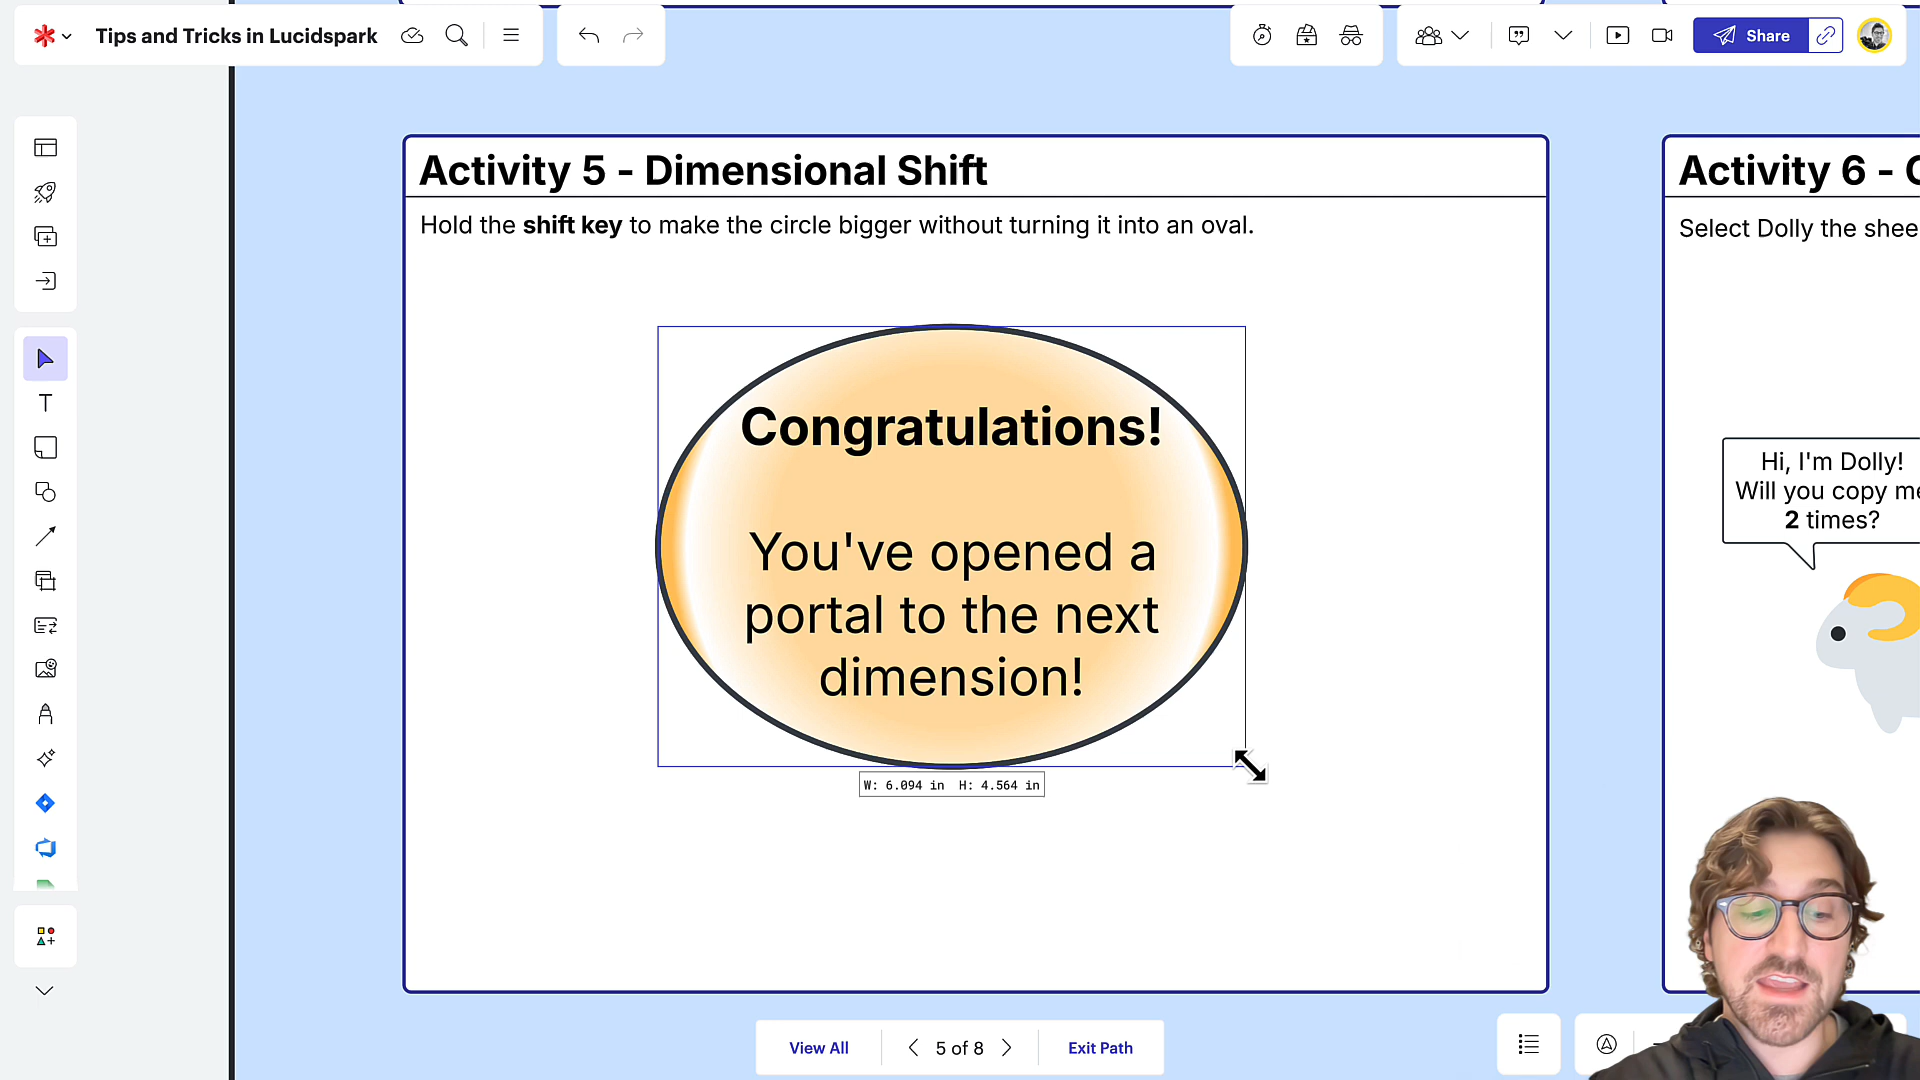 Tips and Tricks in Lucidspark
Share
Activity 5 - Dimensional Shift
Hold the shift key to make the circle bigger without turning it into an oval.
Congratulations!
You've opened a
portal to the next
dimension!
W: 6.094 in H: 4.564 in
Activity 6 -
Select Dolly the shee
Hi, I'm Dolly!
Will you copy me
2 times?
View All
5 of 8
Exit Path